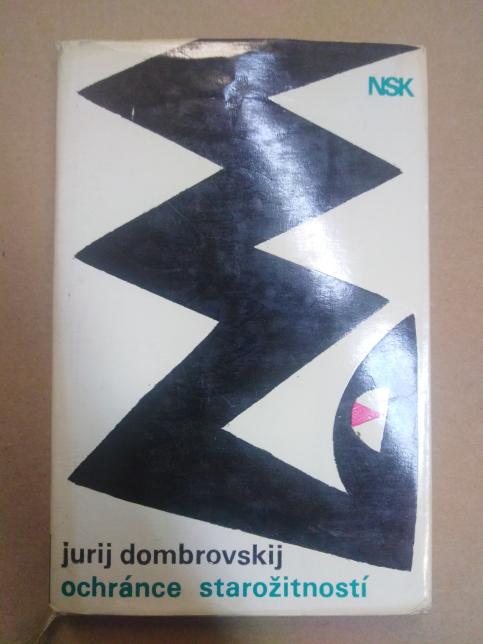 NSK
jurij dombrovskij
ochránce starožitností